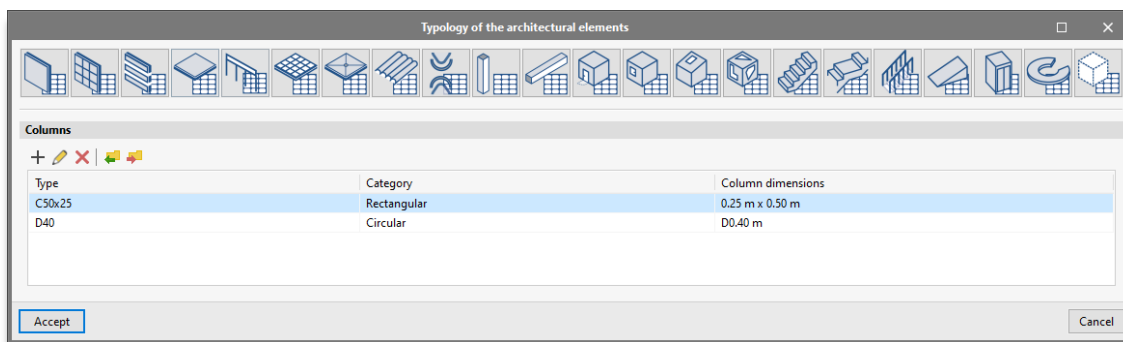 Typology of the architectural elements
Columns
Type Category Column dimensions
C50x25 Rectangular 0.25 m x 0.50 m
D40 Circular D0.40 m
Accept Cancel